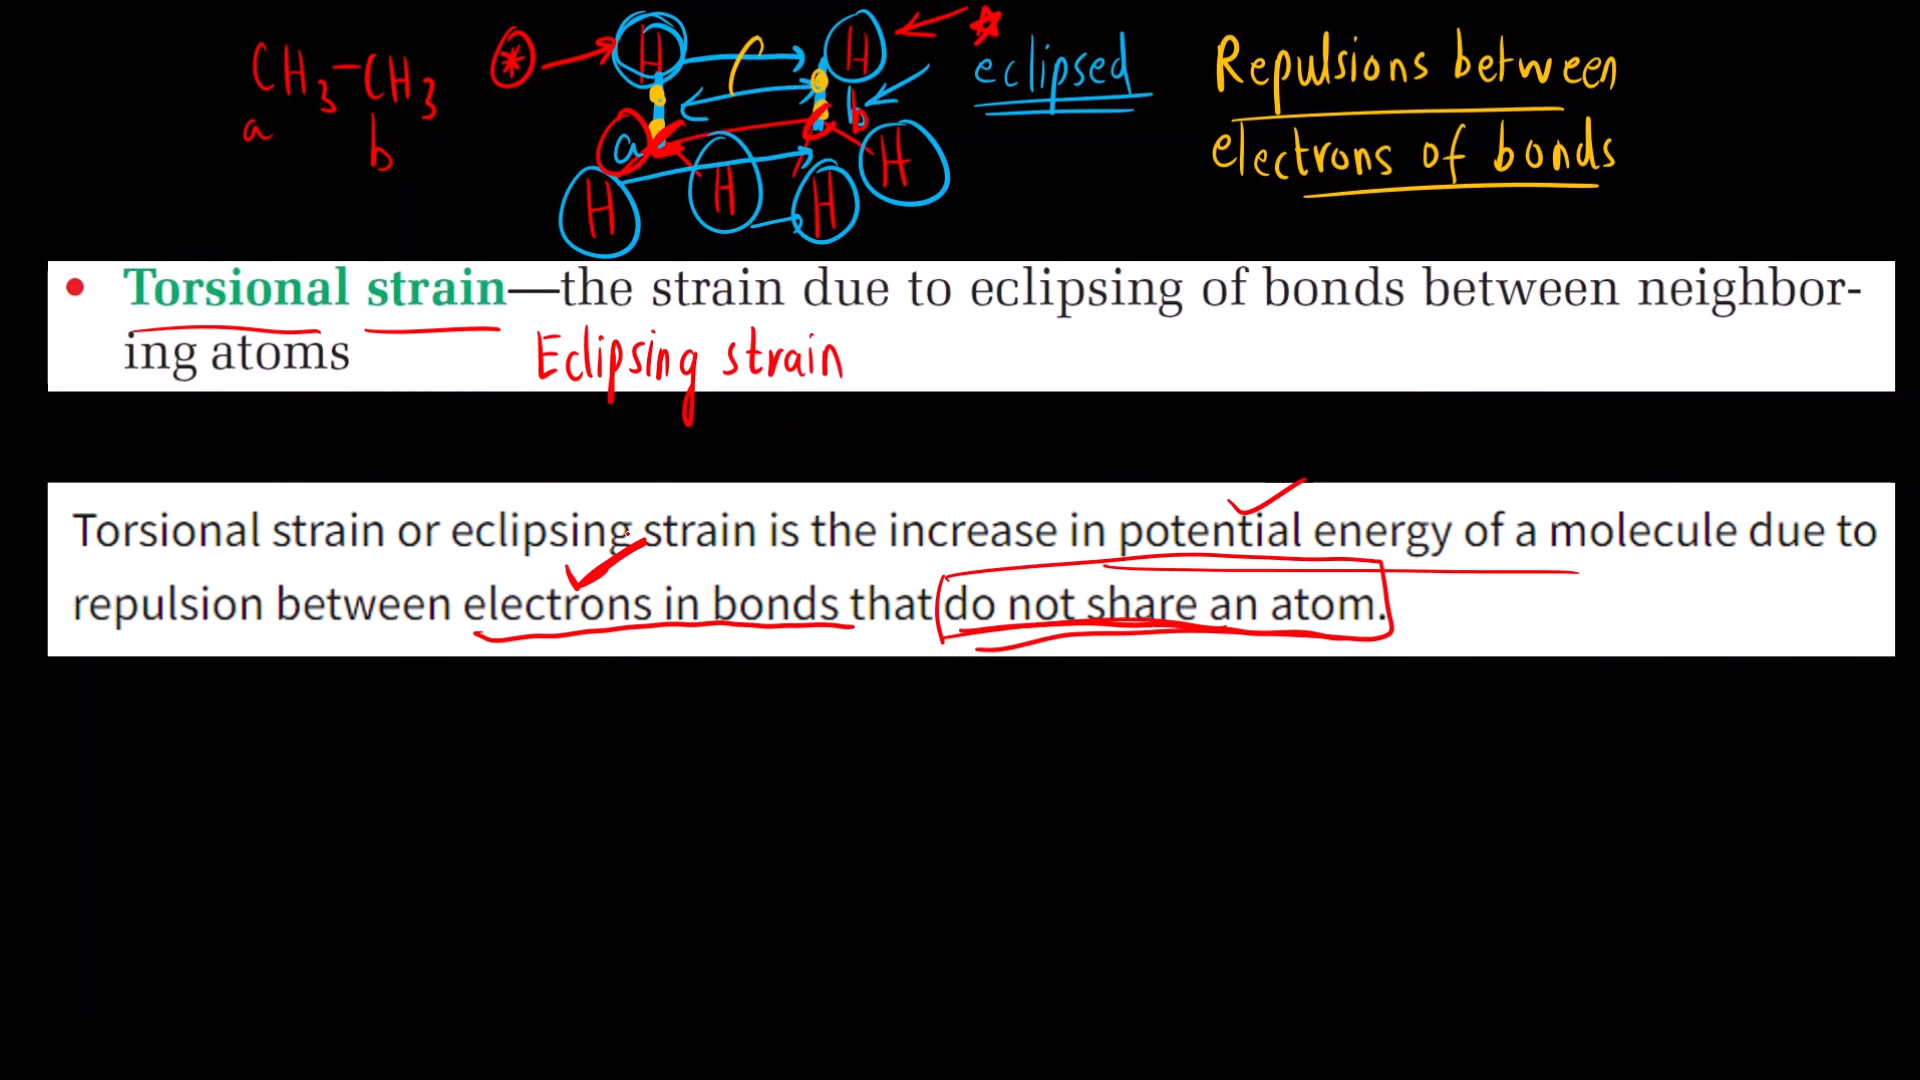 CH3-CH3
a
b
*
H
H
eclipsed
a
b
H
H
H
H
Repulsions between
electrons of bonds
• Torsional strain—the strain due to eclipsing of bonds between neighbor-
ing atoms
Eclipsing strain
Torsional strain or eclipsing strain is the increase in potential energy of a molecule due to
repulsion between electrons in bonds that do not share an atom.